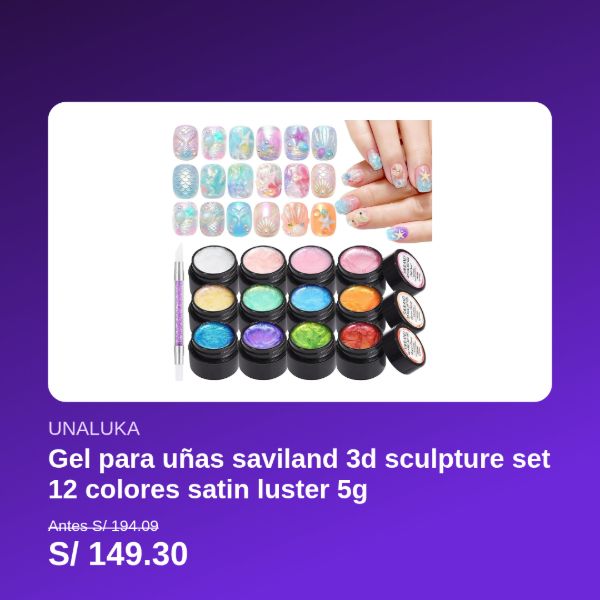 UNALUKA
Gel para uñas saviland 3d sculpture set
12 colores satin luster 5g
Antes S/ 194.09
S/ 149.30